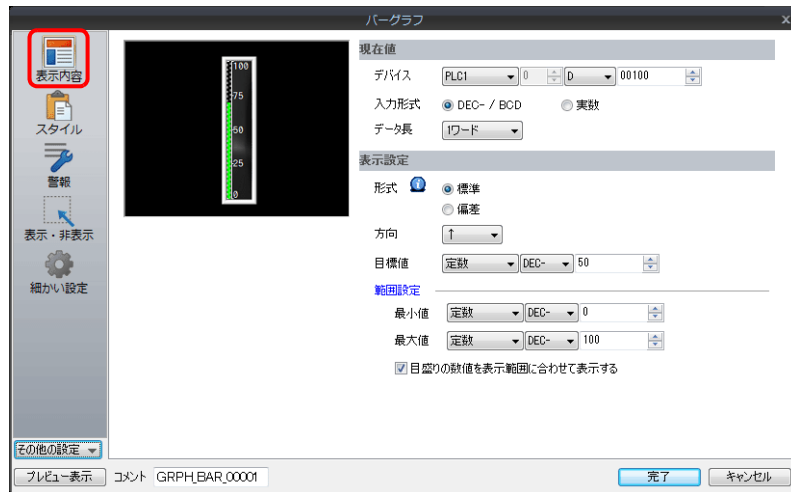 バーグラフ
x
表示内容
スタイル
警報
表示・非表示
細かい設定
その他の設定
100
75
50
25
0
現在値
デバイス PLC1 0 D 00100
入力形式 DEC- / BCD 実数
データ長 1ワード
表示設定
形式 標準
偏差
方向 ↑
目標値 定数 DEC- 50
範囲設定
最小値 定数 DEC- 0
最大値 定数 DEC- 100
目盛りの数値を表示範囲に合わせて表示する
プレビュー表示 コメント GRPH_BAR_00001 完了 キャンセル